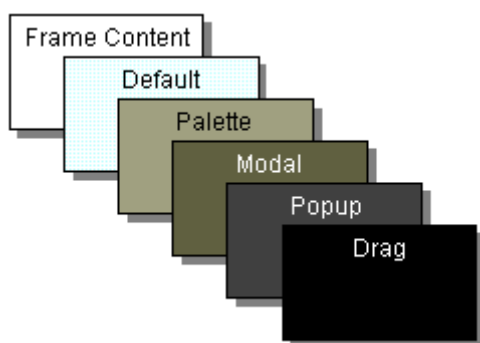 Frame Content
Default
Palette
Modal
Popup
Drag